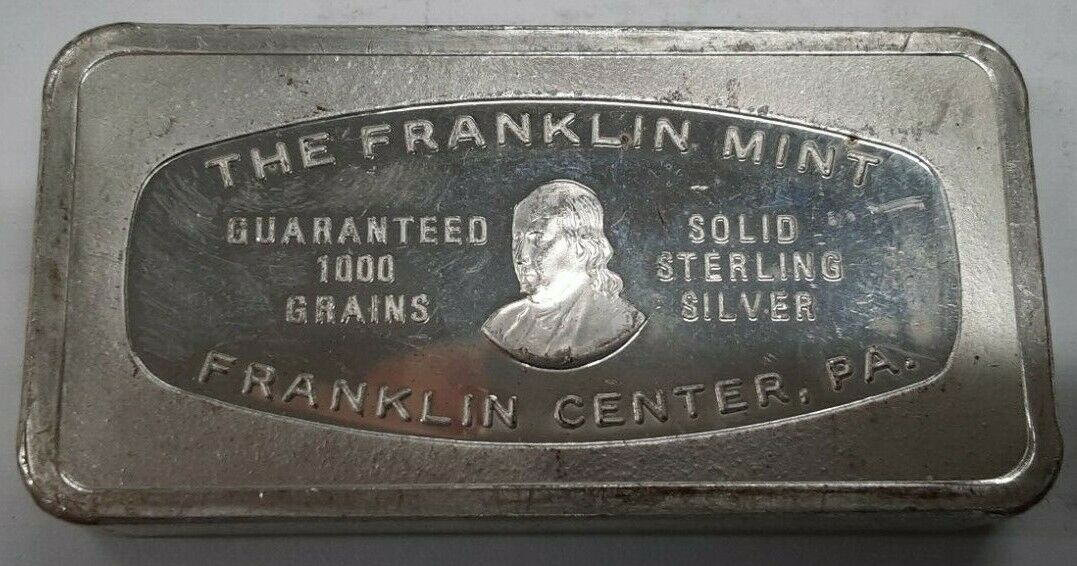 THE FRANKLIN MINT
GUARANTEED
1000
GRAINS
SOLID
STERLING
SILVER
FRANKLIN CENTER, PA.